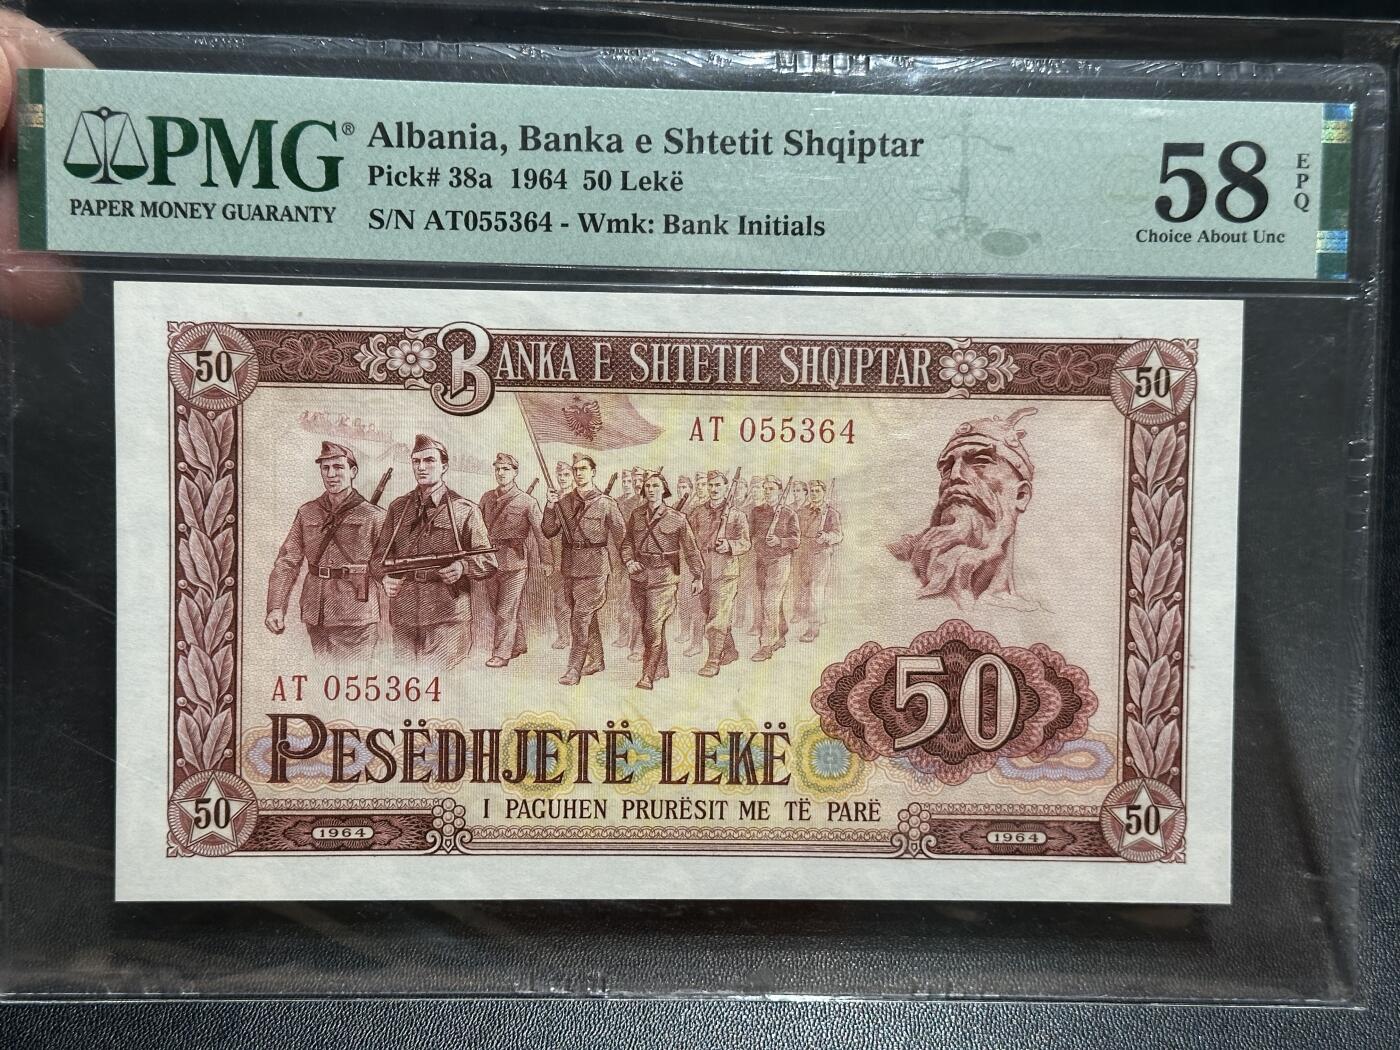 PMG®
PAPER MONEY GUARANTY
Albania, Banka e Shtetit Shqiptar
Pick# 38a 1964 50 Lekë
S/N AT055364 - Wmk: Bank Initials
58
EPQ
Choice About Unc
50
BANKA E SHTETIT SHQIPTAR
50
AT 055364
AT 055364
50
PESËDHJETË LEKË
I PAGUHEN PRURËSIT ME TË PARË
50
1964
1964
50